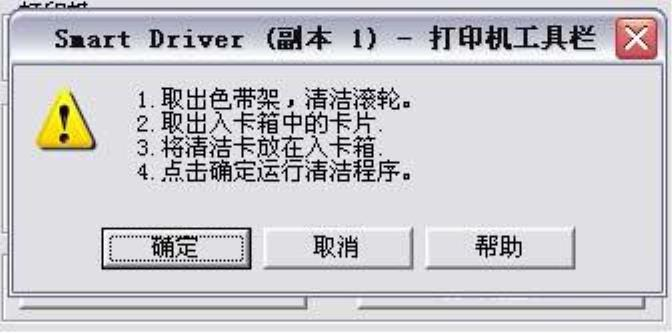 Smart Driver (副本 1) - 打印机工具栏
1. 取出色带架，清洁滚轮。
2. 取出入卡箱中的卡片.
3. 将清洁卡放在入卡箱.
4. 点击确定运行清洁程序。
确定
取消
帮助